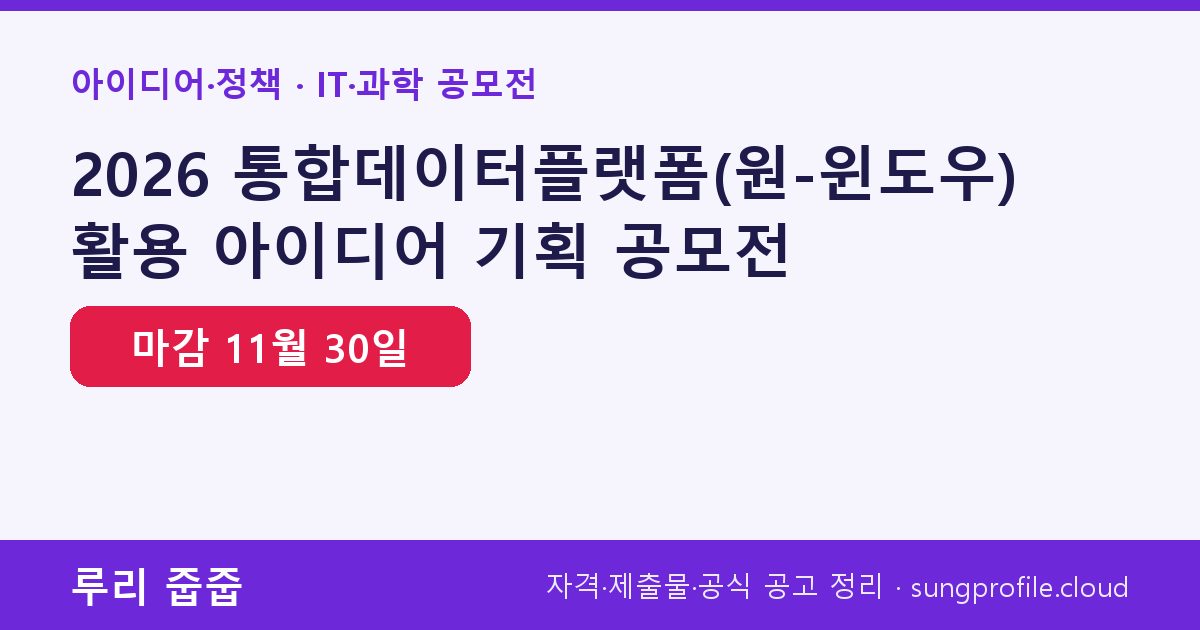 아이디어·정책 · IT·과학 공모전
2026 통합데이터플랫폼(원-윈도우)
활용 아이디어 기획 공모전
마감 11월 30일
루리 줍줍
자격·제출물·공식 공고 정리 · sungprofile.cloud